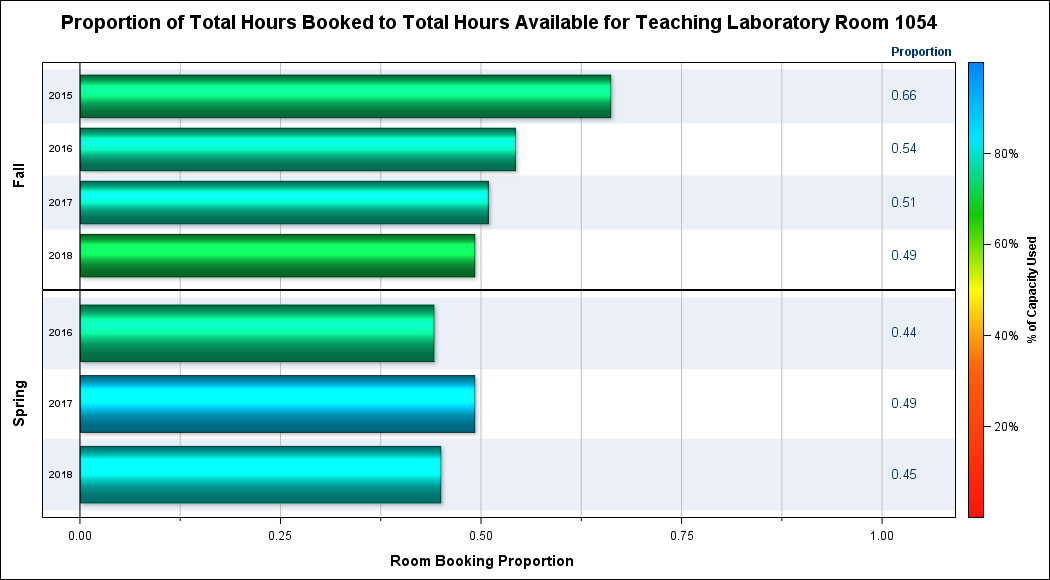 Proportion of Total Hours Booked to Total Hours Available for Teaching Laboratory Room 1054
Proportion
Fall
2015 0.66
2016 0.54
2017 0.51
2018 0.49
Spring
2016 0.44
2017 0.49
2018 0.45
0.00 0.25 0.50 0.75 1.00
Room Booking Proportion
80%
60%
40%
20%
% of Capacity Used